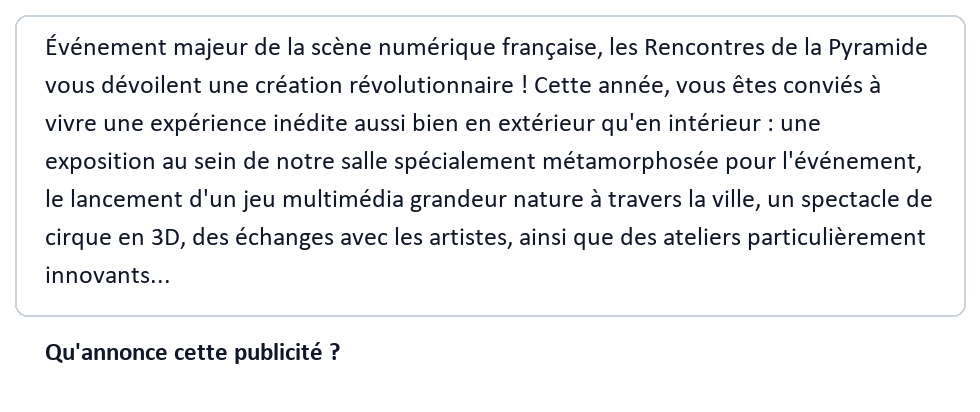 Événement majeur de la scène numérique française, les Rencontres de la Pyramide
vous dévoilent une création révolutionnaire ! Cette année, vous êtes conviés à
vivre une expérience inédite aussi bien en extérieur qu'en intérieur : une
exposition au sein de notre salle spécialement métamorphosée pour l'événement,
le lancement d'un jeu multimédia grandeur nature à travers la ville, un spectacle de
cirque en 3D, des échanges avec les artistes, ainsi que des ateliers particulièrement
innovants...
Qu'annonce cette publicité ?